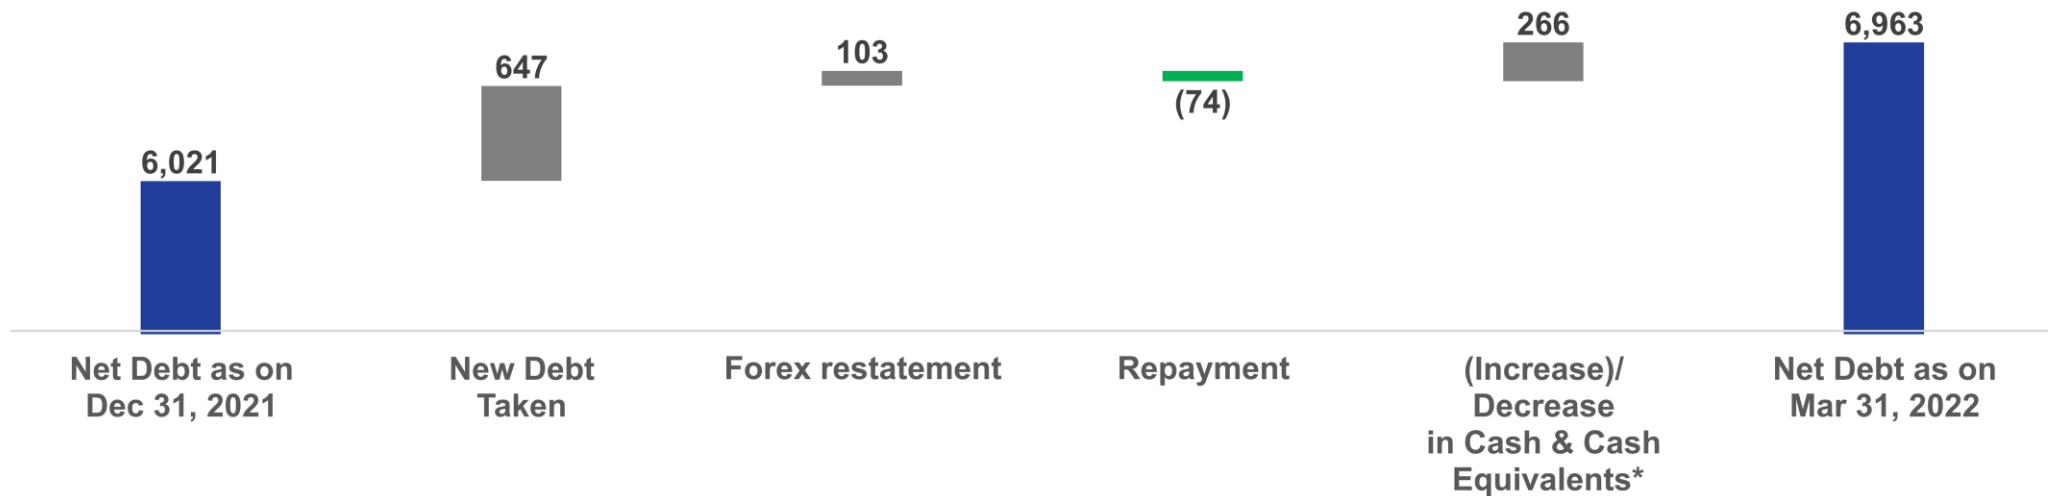 6,021
647
103
(74)
266
6,963
Net Debt as on
Dec 31, 2021
New Debt
Taken
Forex restatement
Repayment
(Increase)/
Decrease
in Cash & Cash
Equivalents*
Net Debt as on
Mar 31, 2022